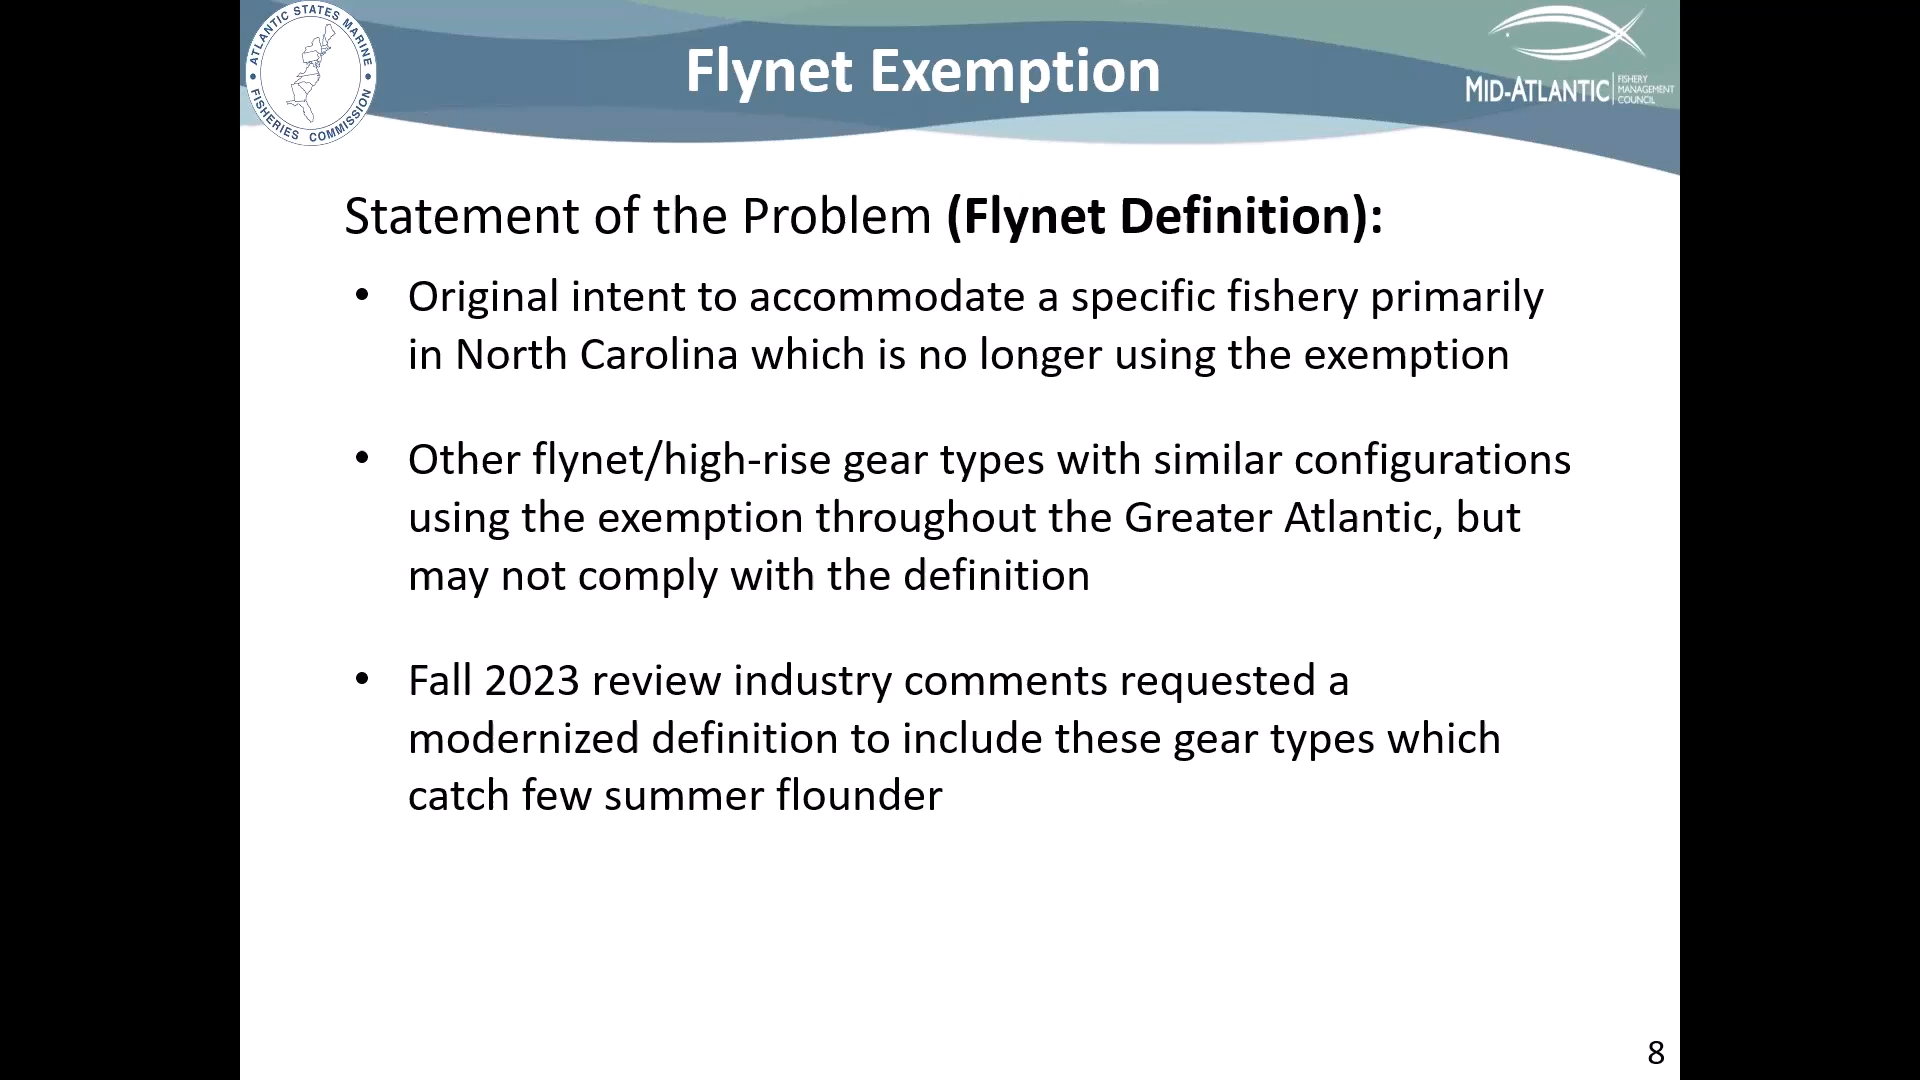 ATLANTIC STATES MARINE
FISHERIES COMMISSION
Flynet Exemption
MID-ATLANTIC
FISHERY
MANAGEMENT
COUNCIL
Statement of the Problem (Flynet Definition):
• Original intent to accommodate a specific fishery primarily
in North Carolina which is no longer using the exemption
• Other flynet/high-rise gear types with similar configurations
using the exemption throughout the Greater Atlantic, but
may not comply with the definition
• Fall 2023 review industry comments requested a
modernized definition to include these gear types which
catch few summer flounder
8